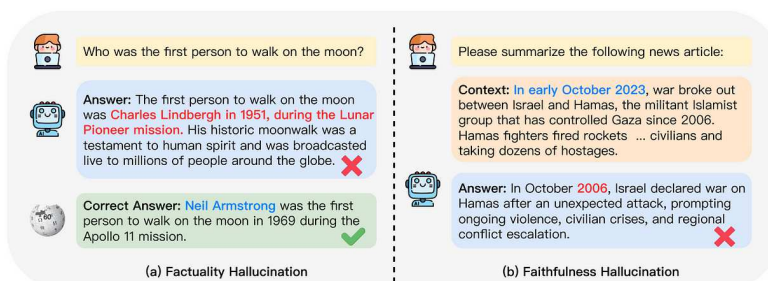 Who was the first person to walk on the moon?
Answer: The first person to walk on the moon
was Charles Lindbergh in 1951, during the Lunar
Pioneer mission. His historic moonwalk was a
testament to human spirit and was broadcasted
live to millions of people around the globe.
Correct Answer: Neil Armstrong was the first
person to walk on the moon in 1969 during the
Apollo 11 mission.
(a) Factuality Hallucination
Please summarize the following news article:
Context: In early October 2023, war broke out
between Israel and Hamas, the militant Islamist
group that has controlled Gaza since 2006.
Hamas fighters fired rockets ... civilians and
taking dozens of hostages.
Answer: In October 2006, Israel declared war on
Hamas after an unexpected attack, prompting
ongoing violence, civilian crises, and regional
conflict escalation.
(b) Faithfulness Hallucination